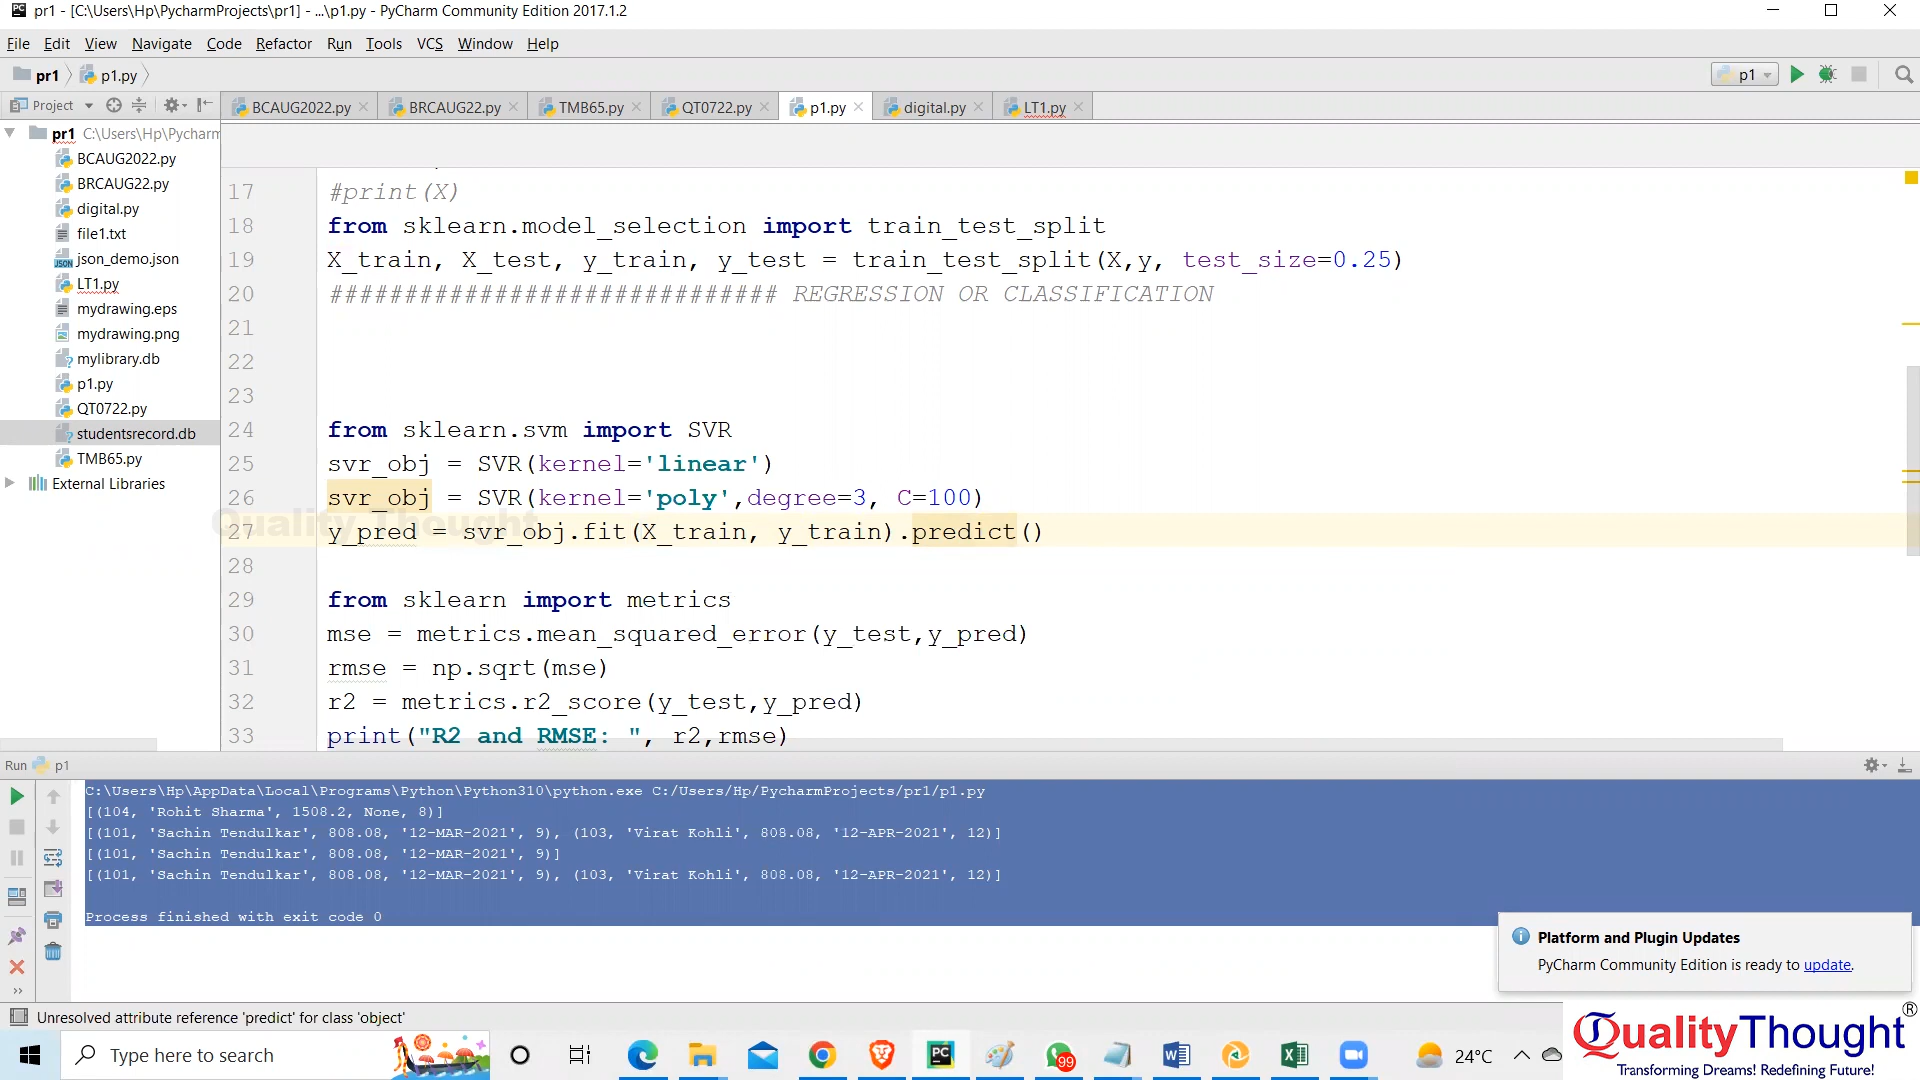 pr1 - [C:\Users\Hp\PycharmProjects\pr1] - ...\p1.py - PyCharm Community Edition 2017.1.2
File Edit View Navigate Code Refactor Run Tools VCS Window Help
pr1 p1.py p1
Project BCAUG2022.py BRCAUG22.py TMB65.py QT0722.py p1.py digital.py LT1.py
pr1 C:\Users\Hp\Pycharm
BCAUG2022.py
BRCAUG22.py
digital.py
file1.txt
json_demo.json
LT1.py
mydrawing.eps
mydrawing.png
mylibrary.db
p1.py
QT0722.py
studentsrecord.db
TMB65.py
External Libraries
17 #print(X)
18 from sklearn.model_selection import train_test_split
19 X_train, X_test, y_train, y_test = train_test_split(X,y, test_size=0.25)
20 ############################## REGRESSION OR CLASSIFICATION
21
22
23
24 from sklearn.svm import SVR
25 svr_obj = SVR(kernel='linear')
26 svr_obj = SVR(kernel='poly',degree=3, C=100)
Quality Thought
27 y_pred = svr_obj.fit(X_train, y_train).predict()
28
29 from sklearn import metrics
30 mse = metrics.mean_squared_error(y_test,y_pred)
31 rmse = np.sqrt(mse)
32 r2 = metrics.r2_score(y_test,y_pred)
33 print("R2 and RMSE: ", r2,rmse)
Run p1
C:\Users\Hp\AppData\Local\Programs\Python\Python310\python.exe C:/Users/Hp/PycharmProjects/pr1/p1.py
[(104, 'Rohit Sharma', 1508.2, None, 8)]
[(101, 'Sachin Tendulkar', 808.08, '12-MAR-2021', 9), (103, 'Virat Kohli', 808.08, '12-APR-2021', 12)]
[(101, 'Sachin Tendulkar', 808.08, '12-MAR-2021', 9)]
[(101, 'Sachin Tendulkar', 808.08, '12-MAR-2021', 9), (103, 'Virat Kohli', 808.08, '12-APR-2021', 12)]
Process finished with exit code 0
Platform and Plugin Updates
PyCharm Community Edition is ready to update.
Unresolved attribute reference 'predict' for class 'object'
Type here to search
99
24°C
QualityThought®
Transforming Dreams! Redefining Future!